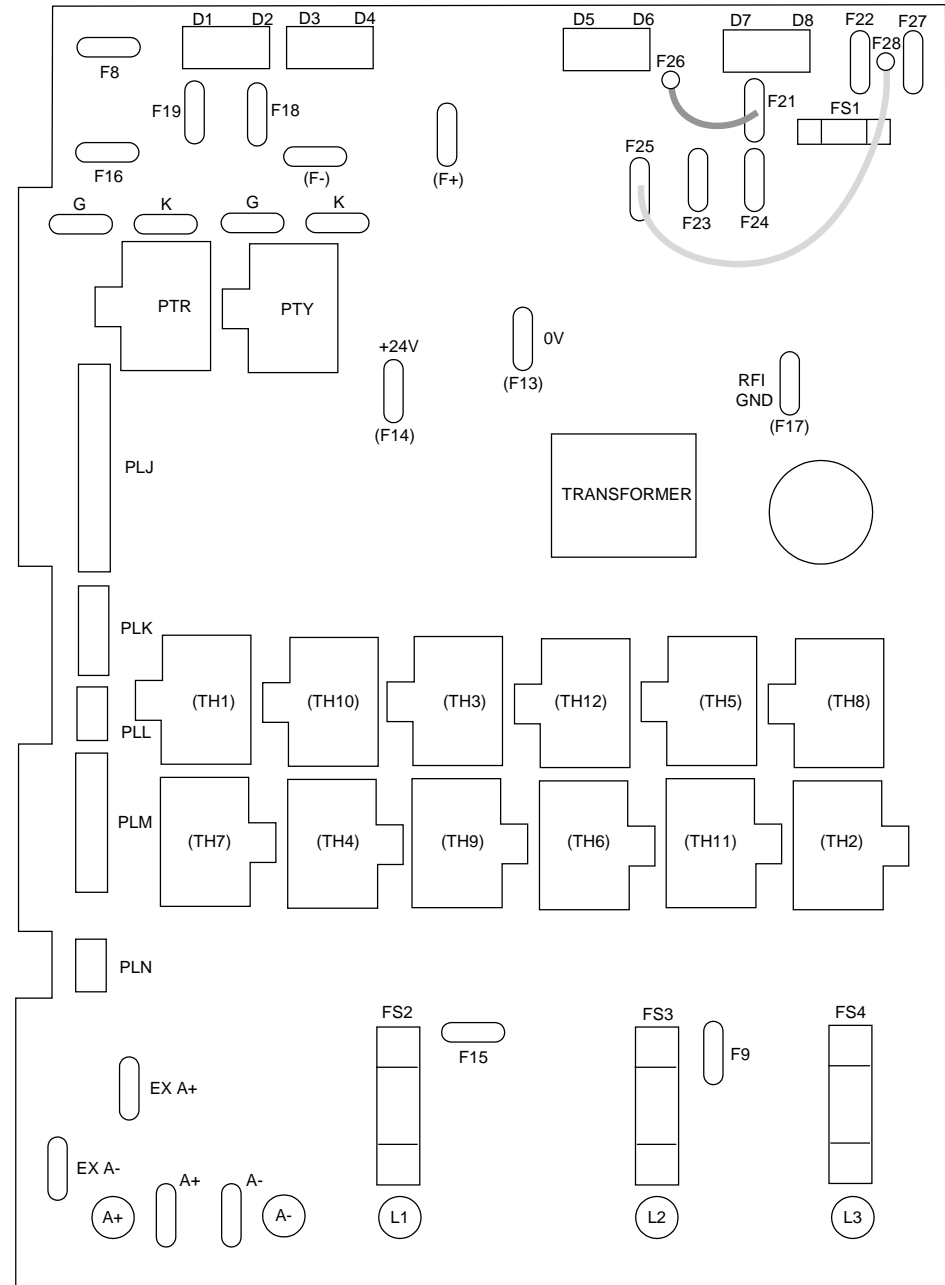 D1 D2 D3 D4 D5 D6 D7 D8 F22 F27
F8 F26 F28
F19 F18 F21 FS1
F16 (F-) (F+) F25
G K G K F23 F24
PTR PTY
+24V 0V
(F14) (F13) RFI
GND
(F17)
PLJ TRANSFORMER
PLK
(TH1) (TH10) (TH3) (TH12) (TH5) (TH8)
PLL
PLM (TH7) (TH4) (TH9) (TH6) (TH11) (TH2)
PLN
FS2 FS3 FS4
F15 F9
EX A+
EX A- A+ A-
A+ A- L1 L2 L3